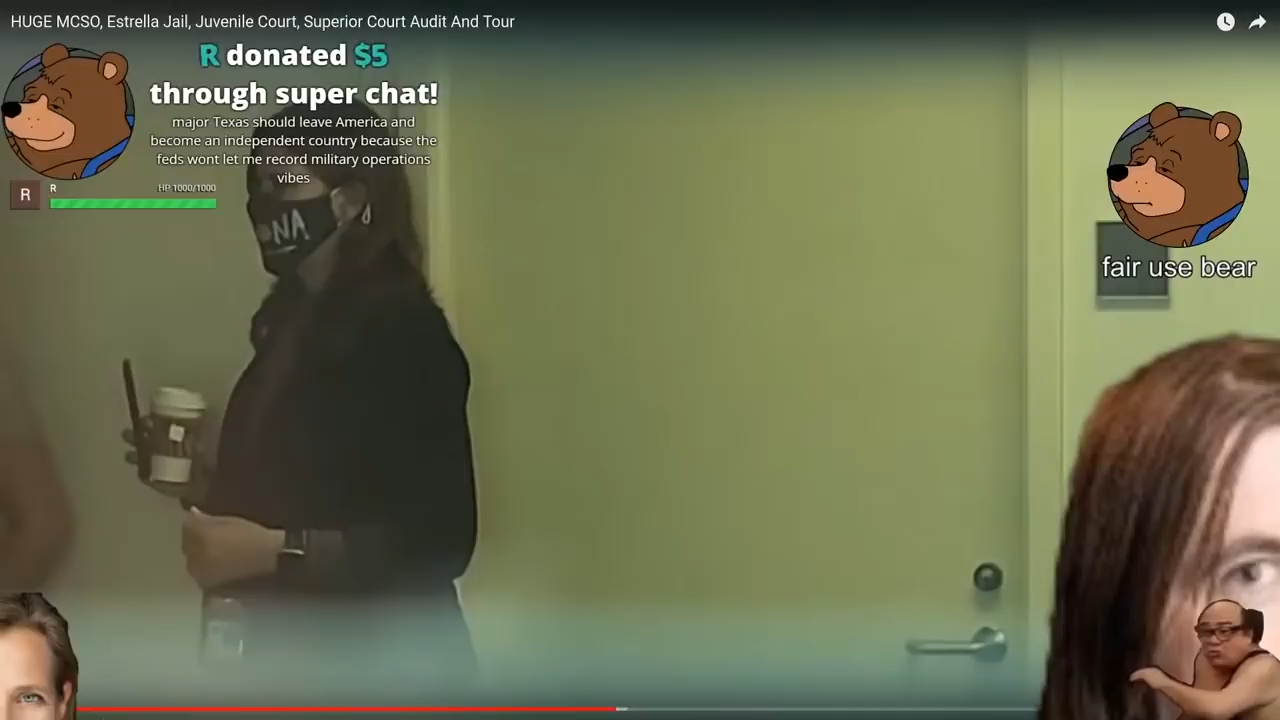 HUGE MCSO, Estrella Jail, Juvenile Court, Superior Court Audit And Tour
R donated $5
through super chat!
major Texas should leave America and
become an independent country because the
feds wont let me record military operations
vibes
R
R
HP 1000/1000
fair use bear